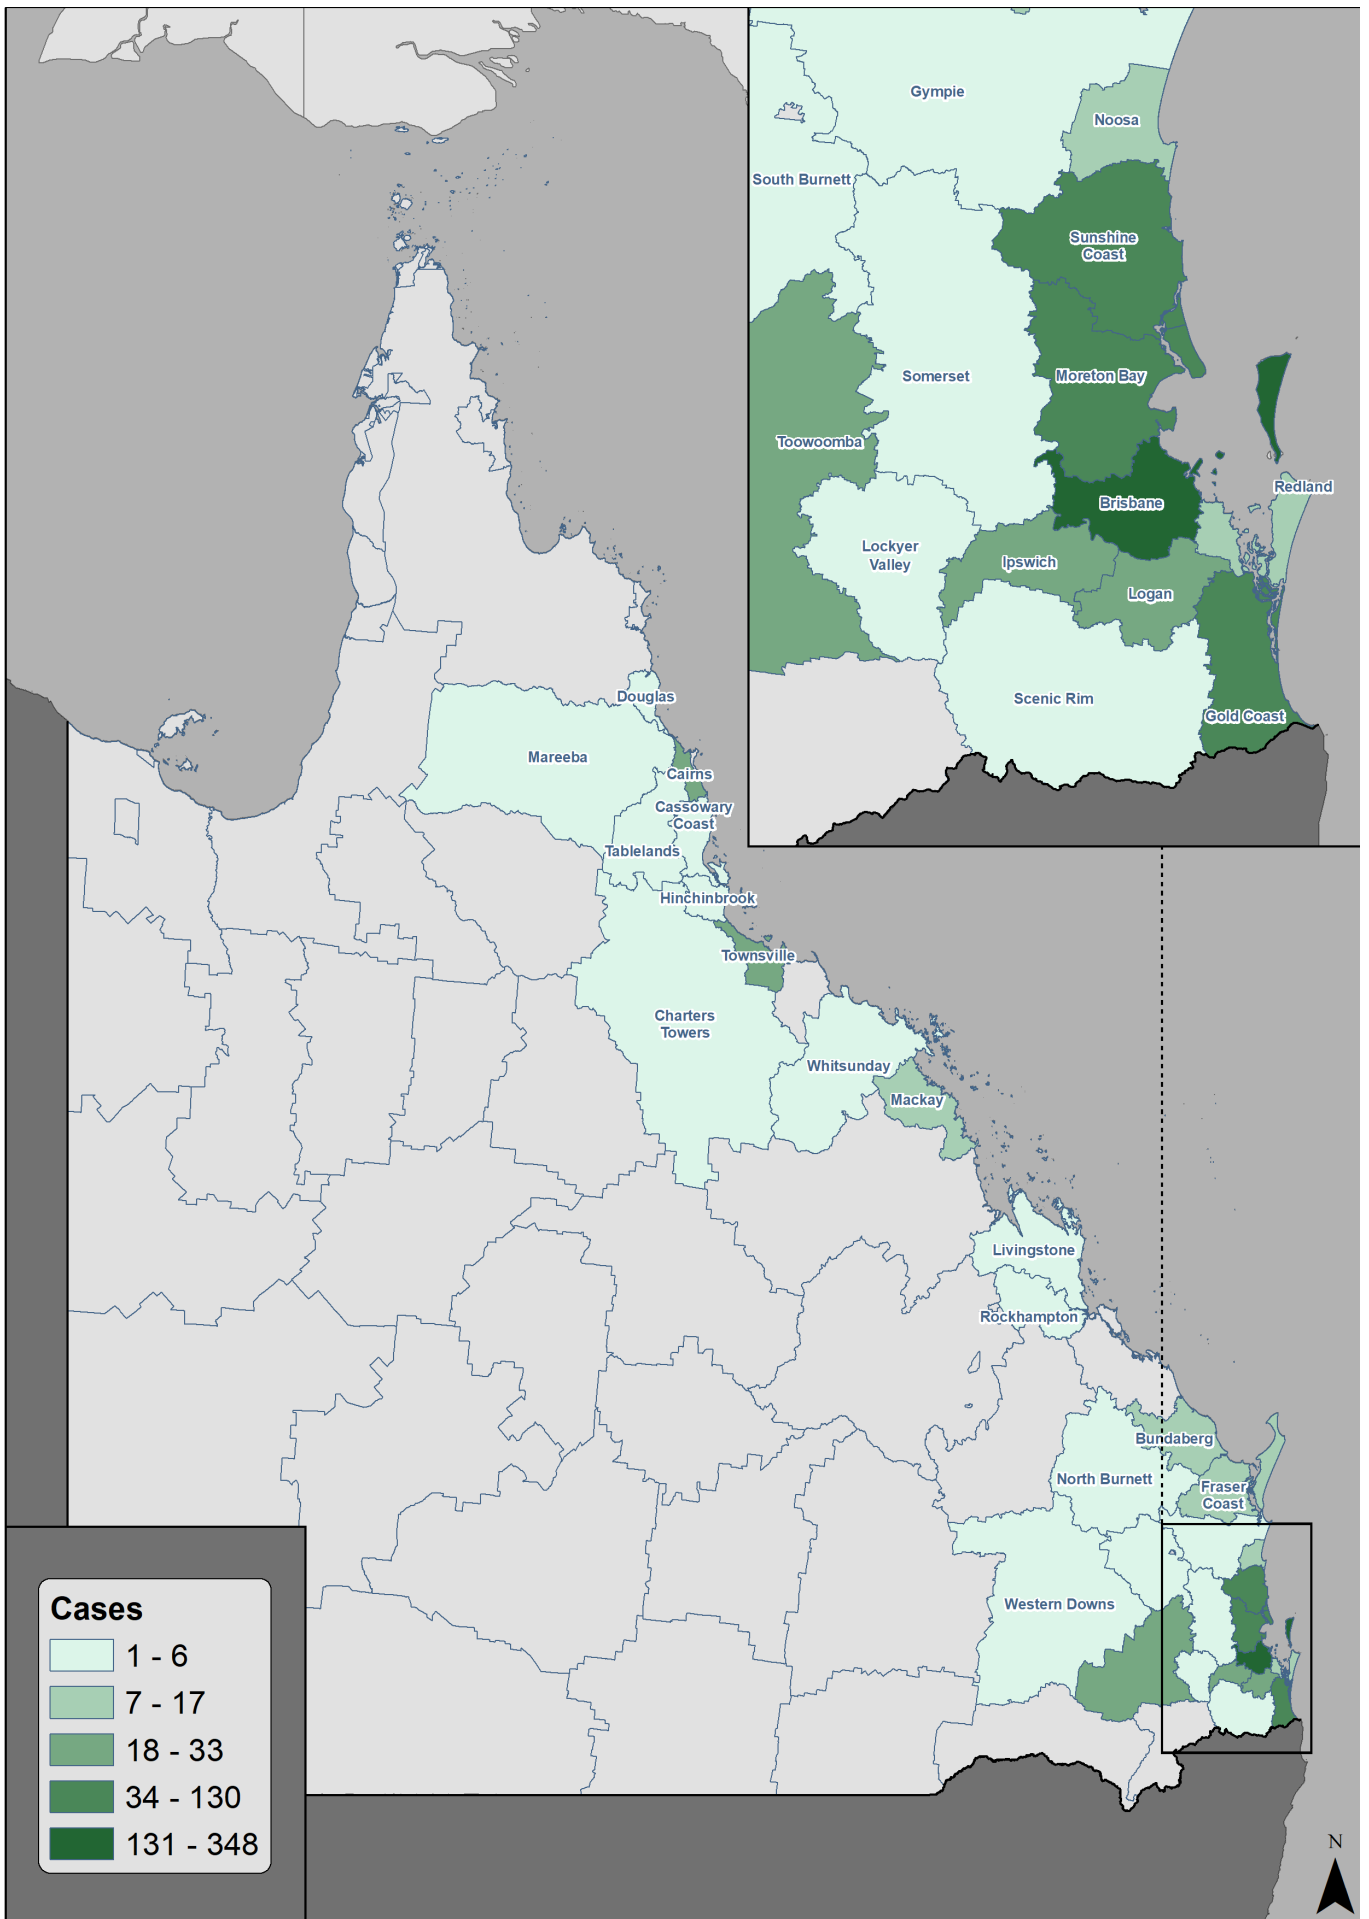 Gympie
Noosa
South Burnett
Sunshine
Coast
Somerset
Moreton Bay
Toowoomba
Redland
Brisbane
Lockyer
Valley
Ipswich
Logan
Scenic Rim
Gold Coast
Douglas
Mareeba
Cairns
Cassowary
Coast
Tablelands
Hinchinbrook
Townsville
Charters
Towers
Whitsunday
Mackay
Livingstone
Rockhampton
Bundaberg
North Burnett
Fraser
Coast
Western Downs
Cases
1 - 6
7 - 17
18 - 33
34 - 130
131 - 348
N